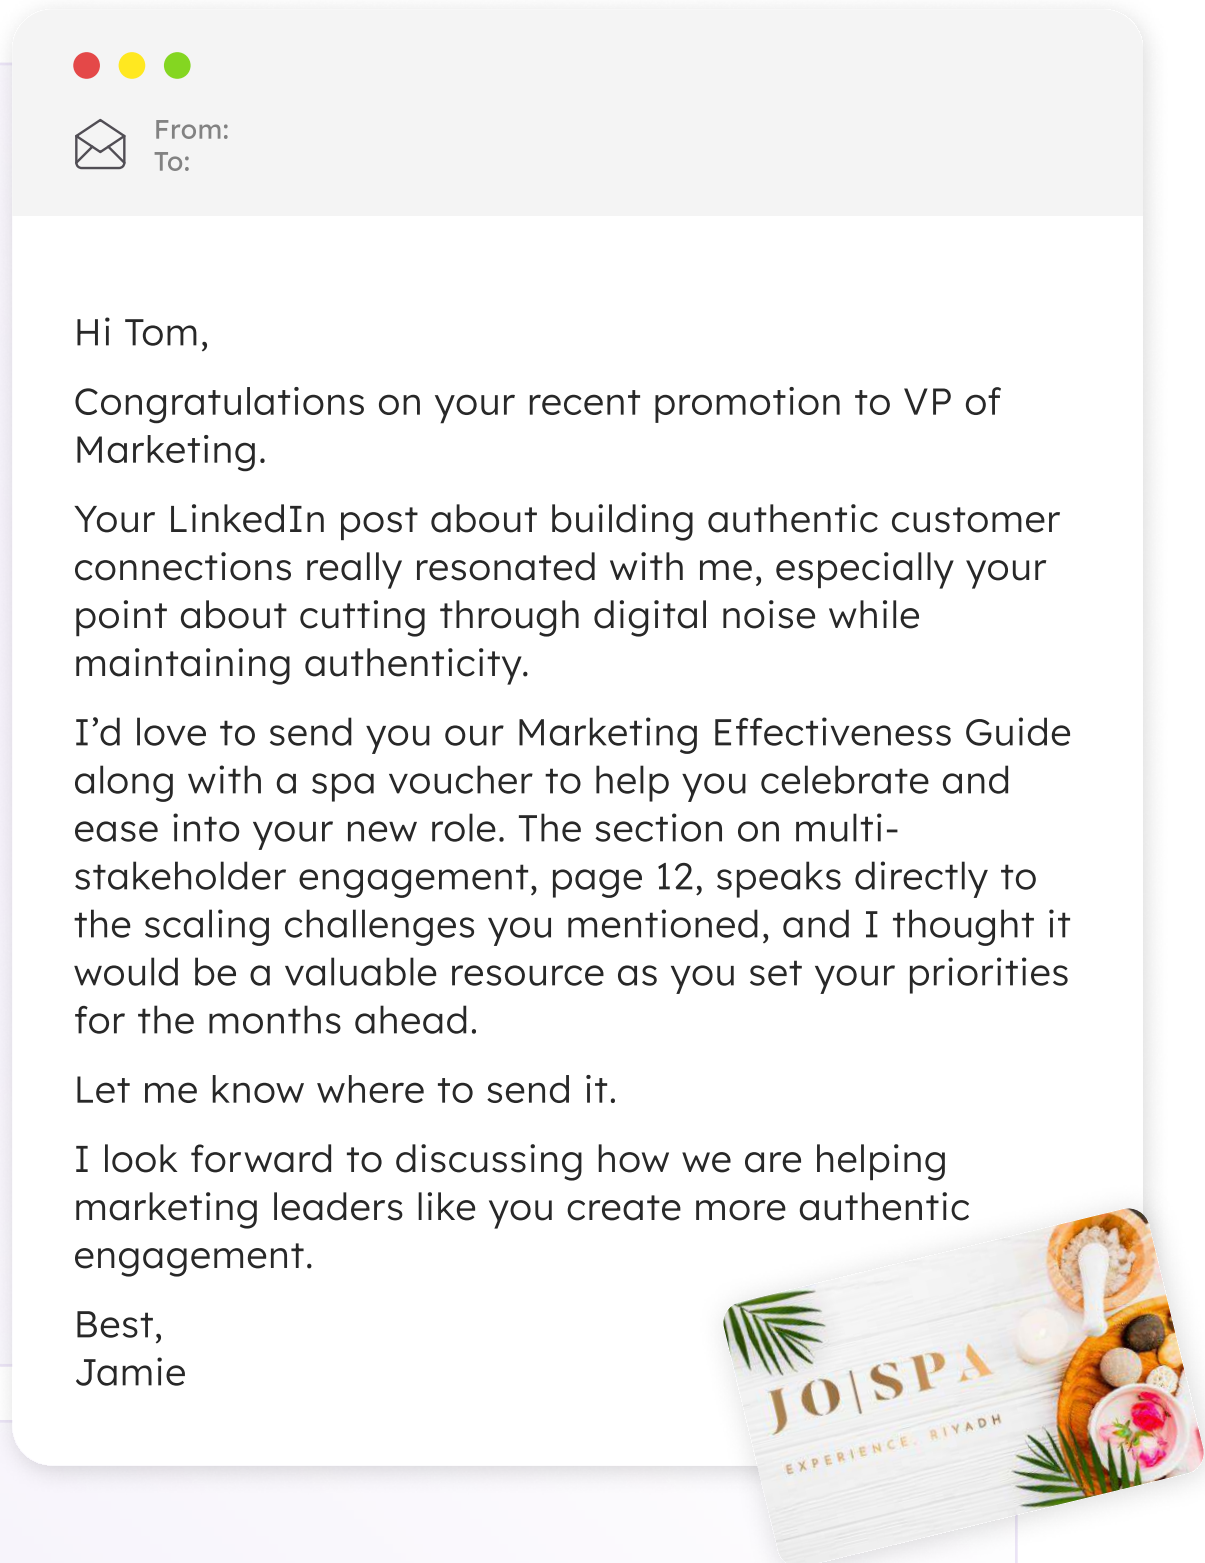 From:
To:
Hi Tom,
Congratulations on your recent promotion to VP of
Marketing.
Your LinkedIn post about building authentic customer
connections really resonated with me, especially your
point about cutting through digital noise while
maintaining authenticity.
I’d love to send you our Marketing Effectiveness Guide
along with a spa voucher to help you celebrate and
ease into your new role. The section on multi-
stakeholder engagement, page 12, speaks directly to
the scaling challenges you mentioned, and I thought it
would be a valuable resource as you set your priorities
for the months ahead.
Let me know where to send it.
I look forward to discussing how we are helping
marketing leaders like you create more authentic
engagement.
Best,
Jamie
JO|SPA
EXPERIENCE. RIYADH